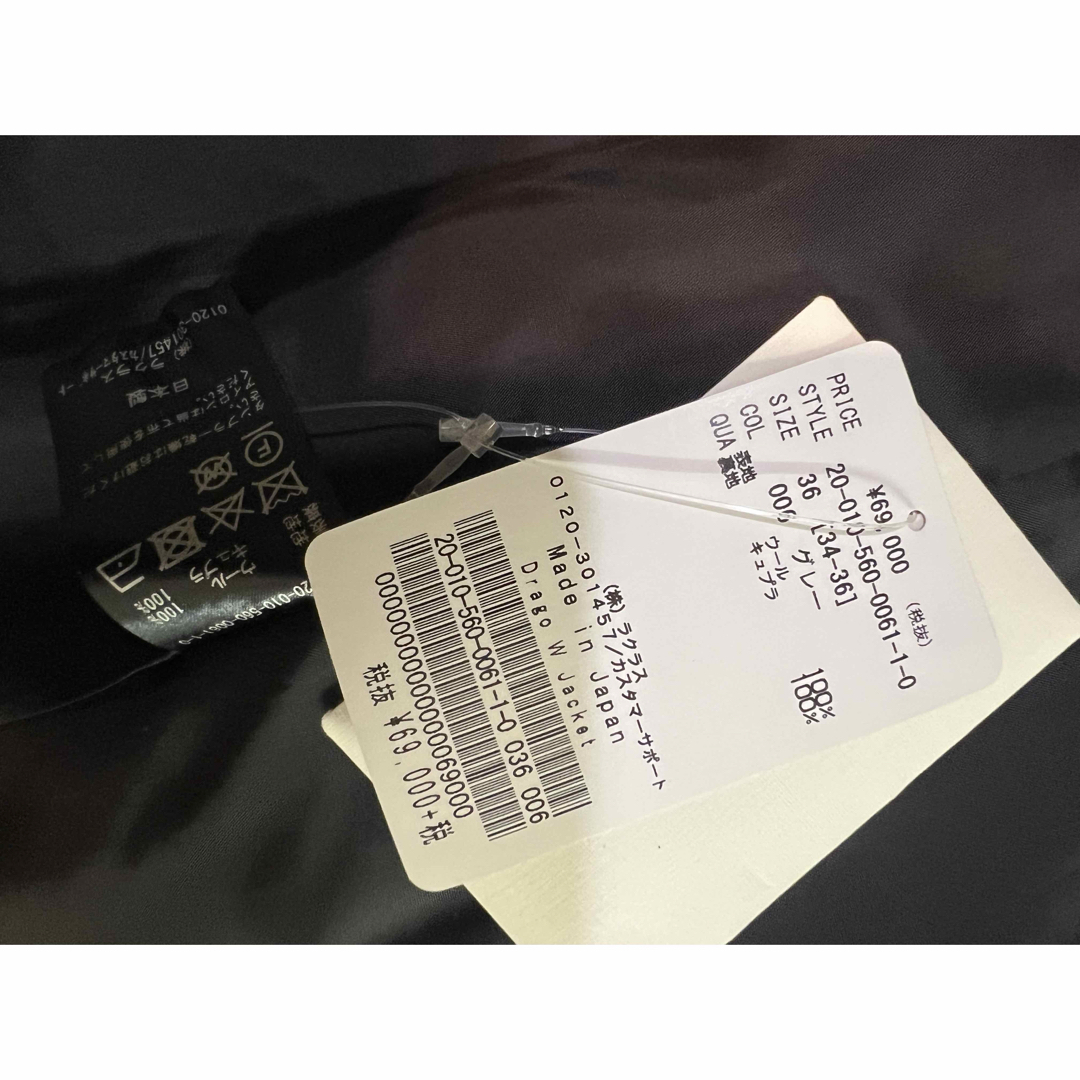 PRICE ¥69,000 (税抜)
STYLE 20-010-560-0061-1-0
SIZE 36 [34-36]
COL 006 グレー
QUA 表地 ウール 100%
裏地 キュプラ 100%
(株)ラクラス
0120-301457/カスタマーサポート
Made in Japan
Drago W Jacket
20-010-560-0061-1-0 036 006
0000000000000069000
税抜 ¥69,000+税
表地 ウール 100%
裏地 キュプラ 100%
日本製
(株)ラクラス
0120-301457/カスタマーサポート
20-010-560-0061-1-0